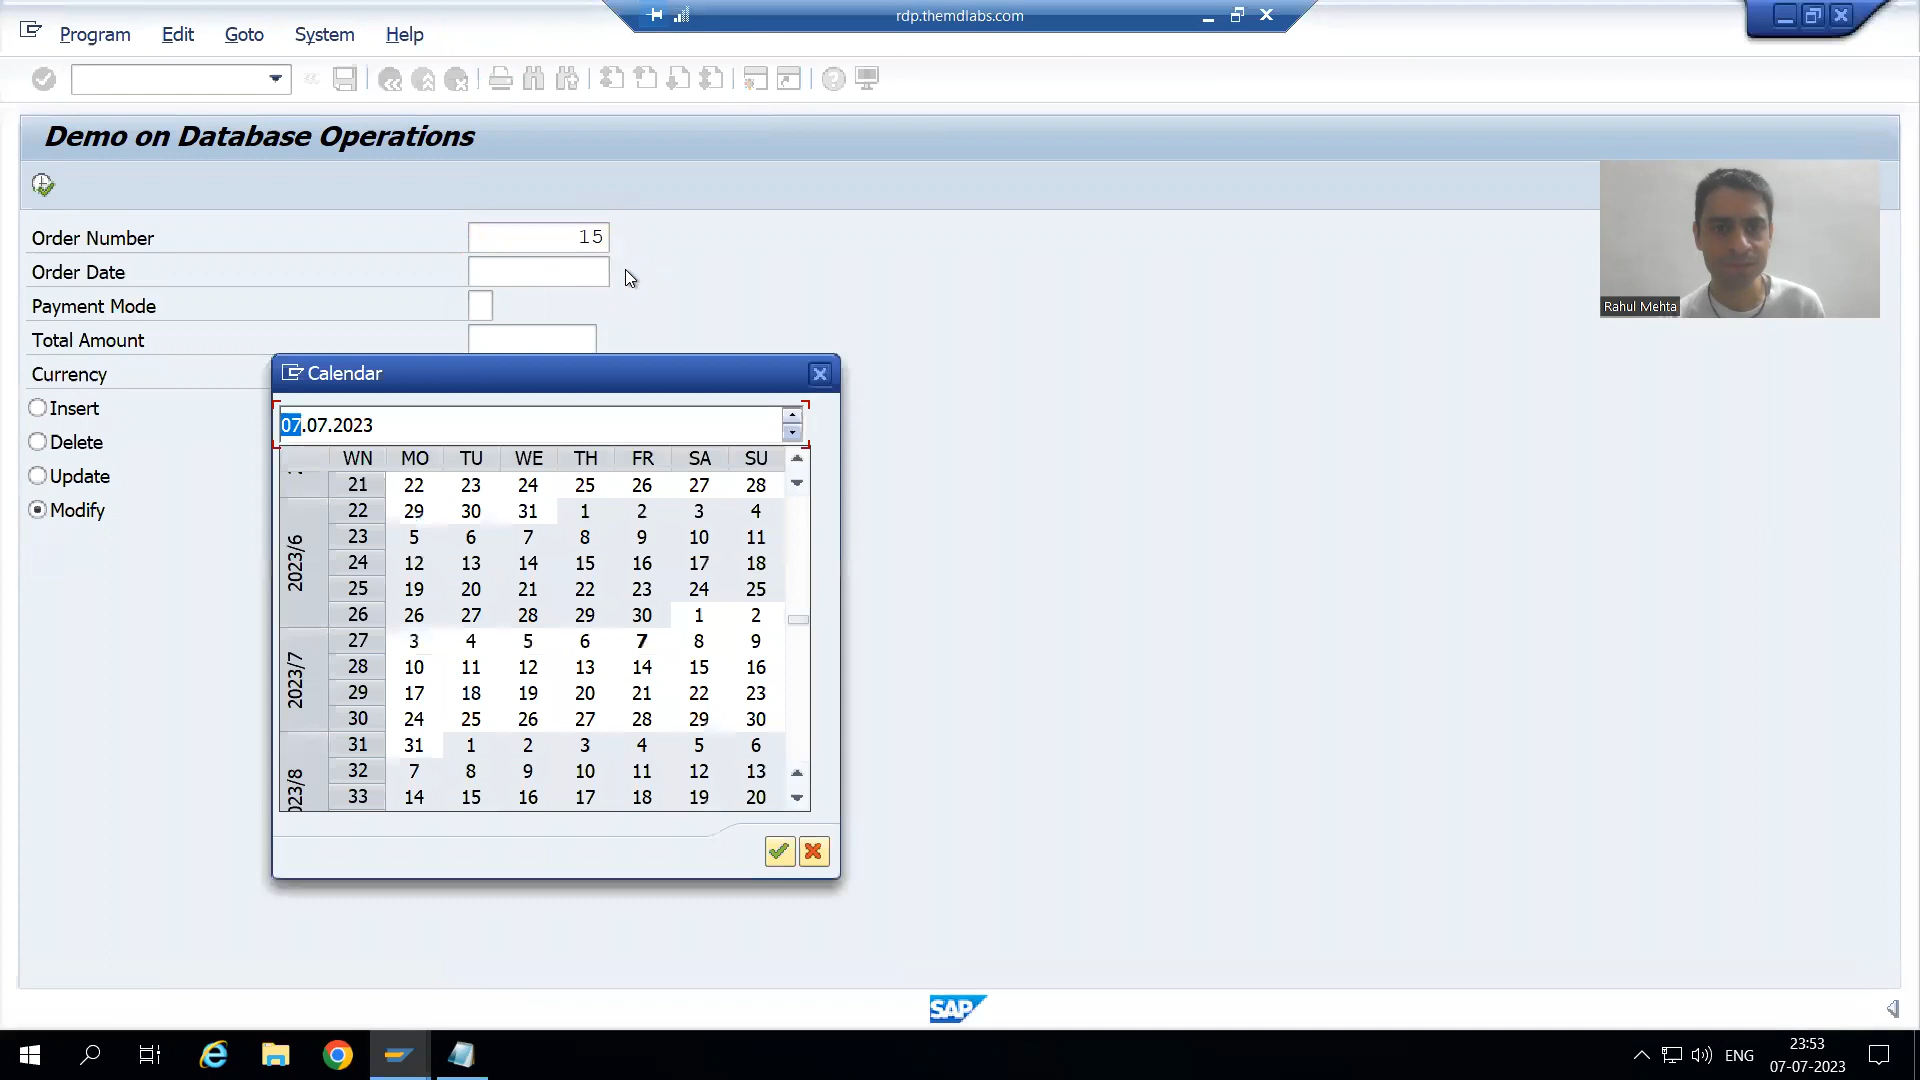 rdp.themdlabs.com
Program Edit Goto System Help
Demo on Database Operations
Order Number 15
Order Date
Payment Mode
Total Amount
Currency
Insert
Delete
Update
Modify
Rahul Mehta
Calendar
07.07.2023
WN MO TU WE TH FR SA SU
21 22 23 24 25 26 27 28
22 29 30 31 1 2 3 4
23 5 6 7 8 9 10 11
2023/6
24 12 13 14 15 16 17 18
25 19 20 21 22 23 24 25
26 26 27 28 29 30 1 2
27 3 4 5 6 7 8 9
2023/7
28 10 11 12 13 14 15 16
29 17 18 19 20 21 22 23
30 24 25 26 27 28 29 30
31 31 1 2 3 4 5 6
32 7 8 9 10 11 12 13
023/8
33 14 15 16 17 18 19 20
SAP
ENG
23:53
07-07-2023